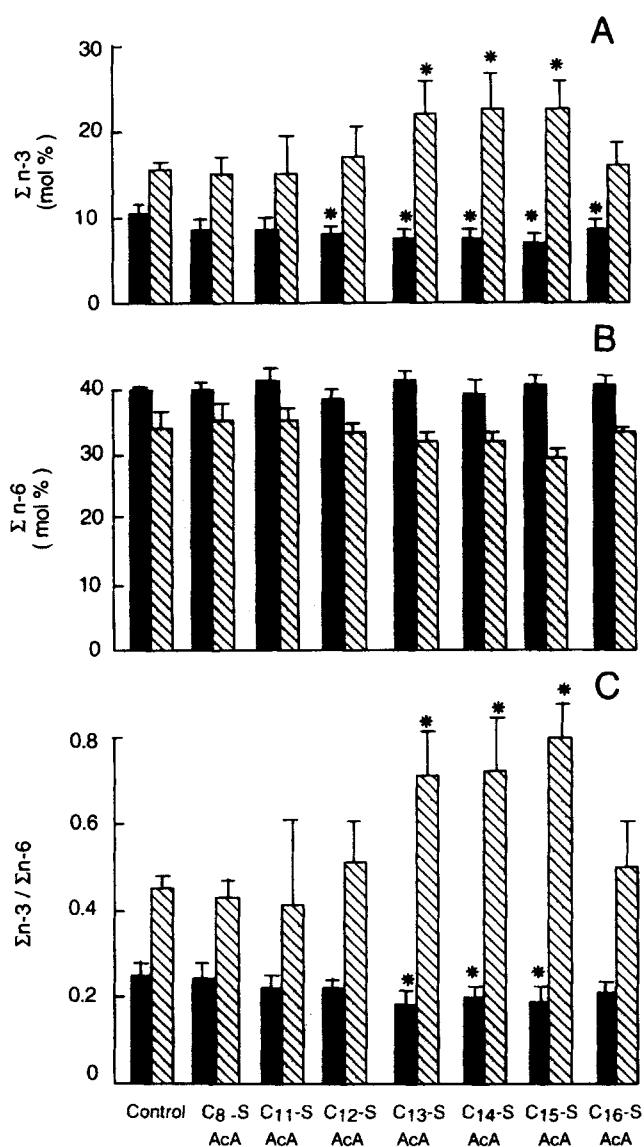 A
30
20
10
0
Σn-3
(mol %)
*
*
*
*
*
*
*
*
B
40
30
20
10
0
Σn-6
(mol %)
C
0.8
0.6
0.4
0.2
0
Σn-3 / Σn-6
*
*
*
*
*
*
Control C8-S C11-S C12-S C13-S C14-S C15-S C16-S
AcA AcA AcA AcA AcA AcA AcA